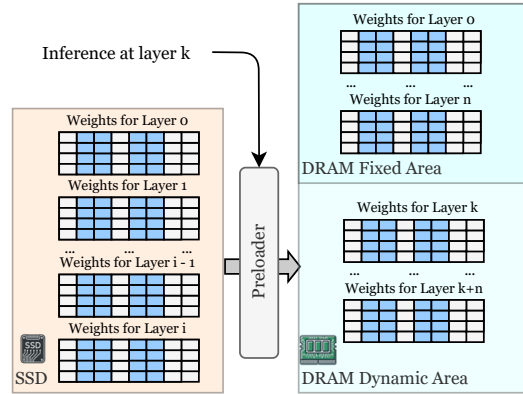 Inference at layer k
Weights for Layer 0
Weights for Layer 1
... ... ...
Weights for Layer i - 1
Weights for Layer i
SSD
SSD
Preloader
Weights for Layer 0
... ... ...
Weights for Layer n
DRAM Fixed Area
Weights for Layer k
... ... ...
Weights for Layer k+n
DRAM Dynamic Area